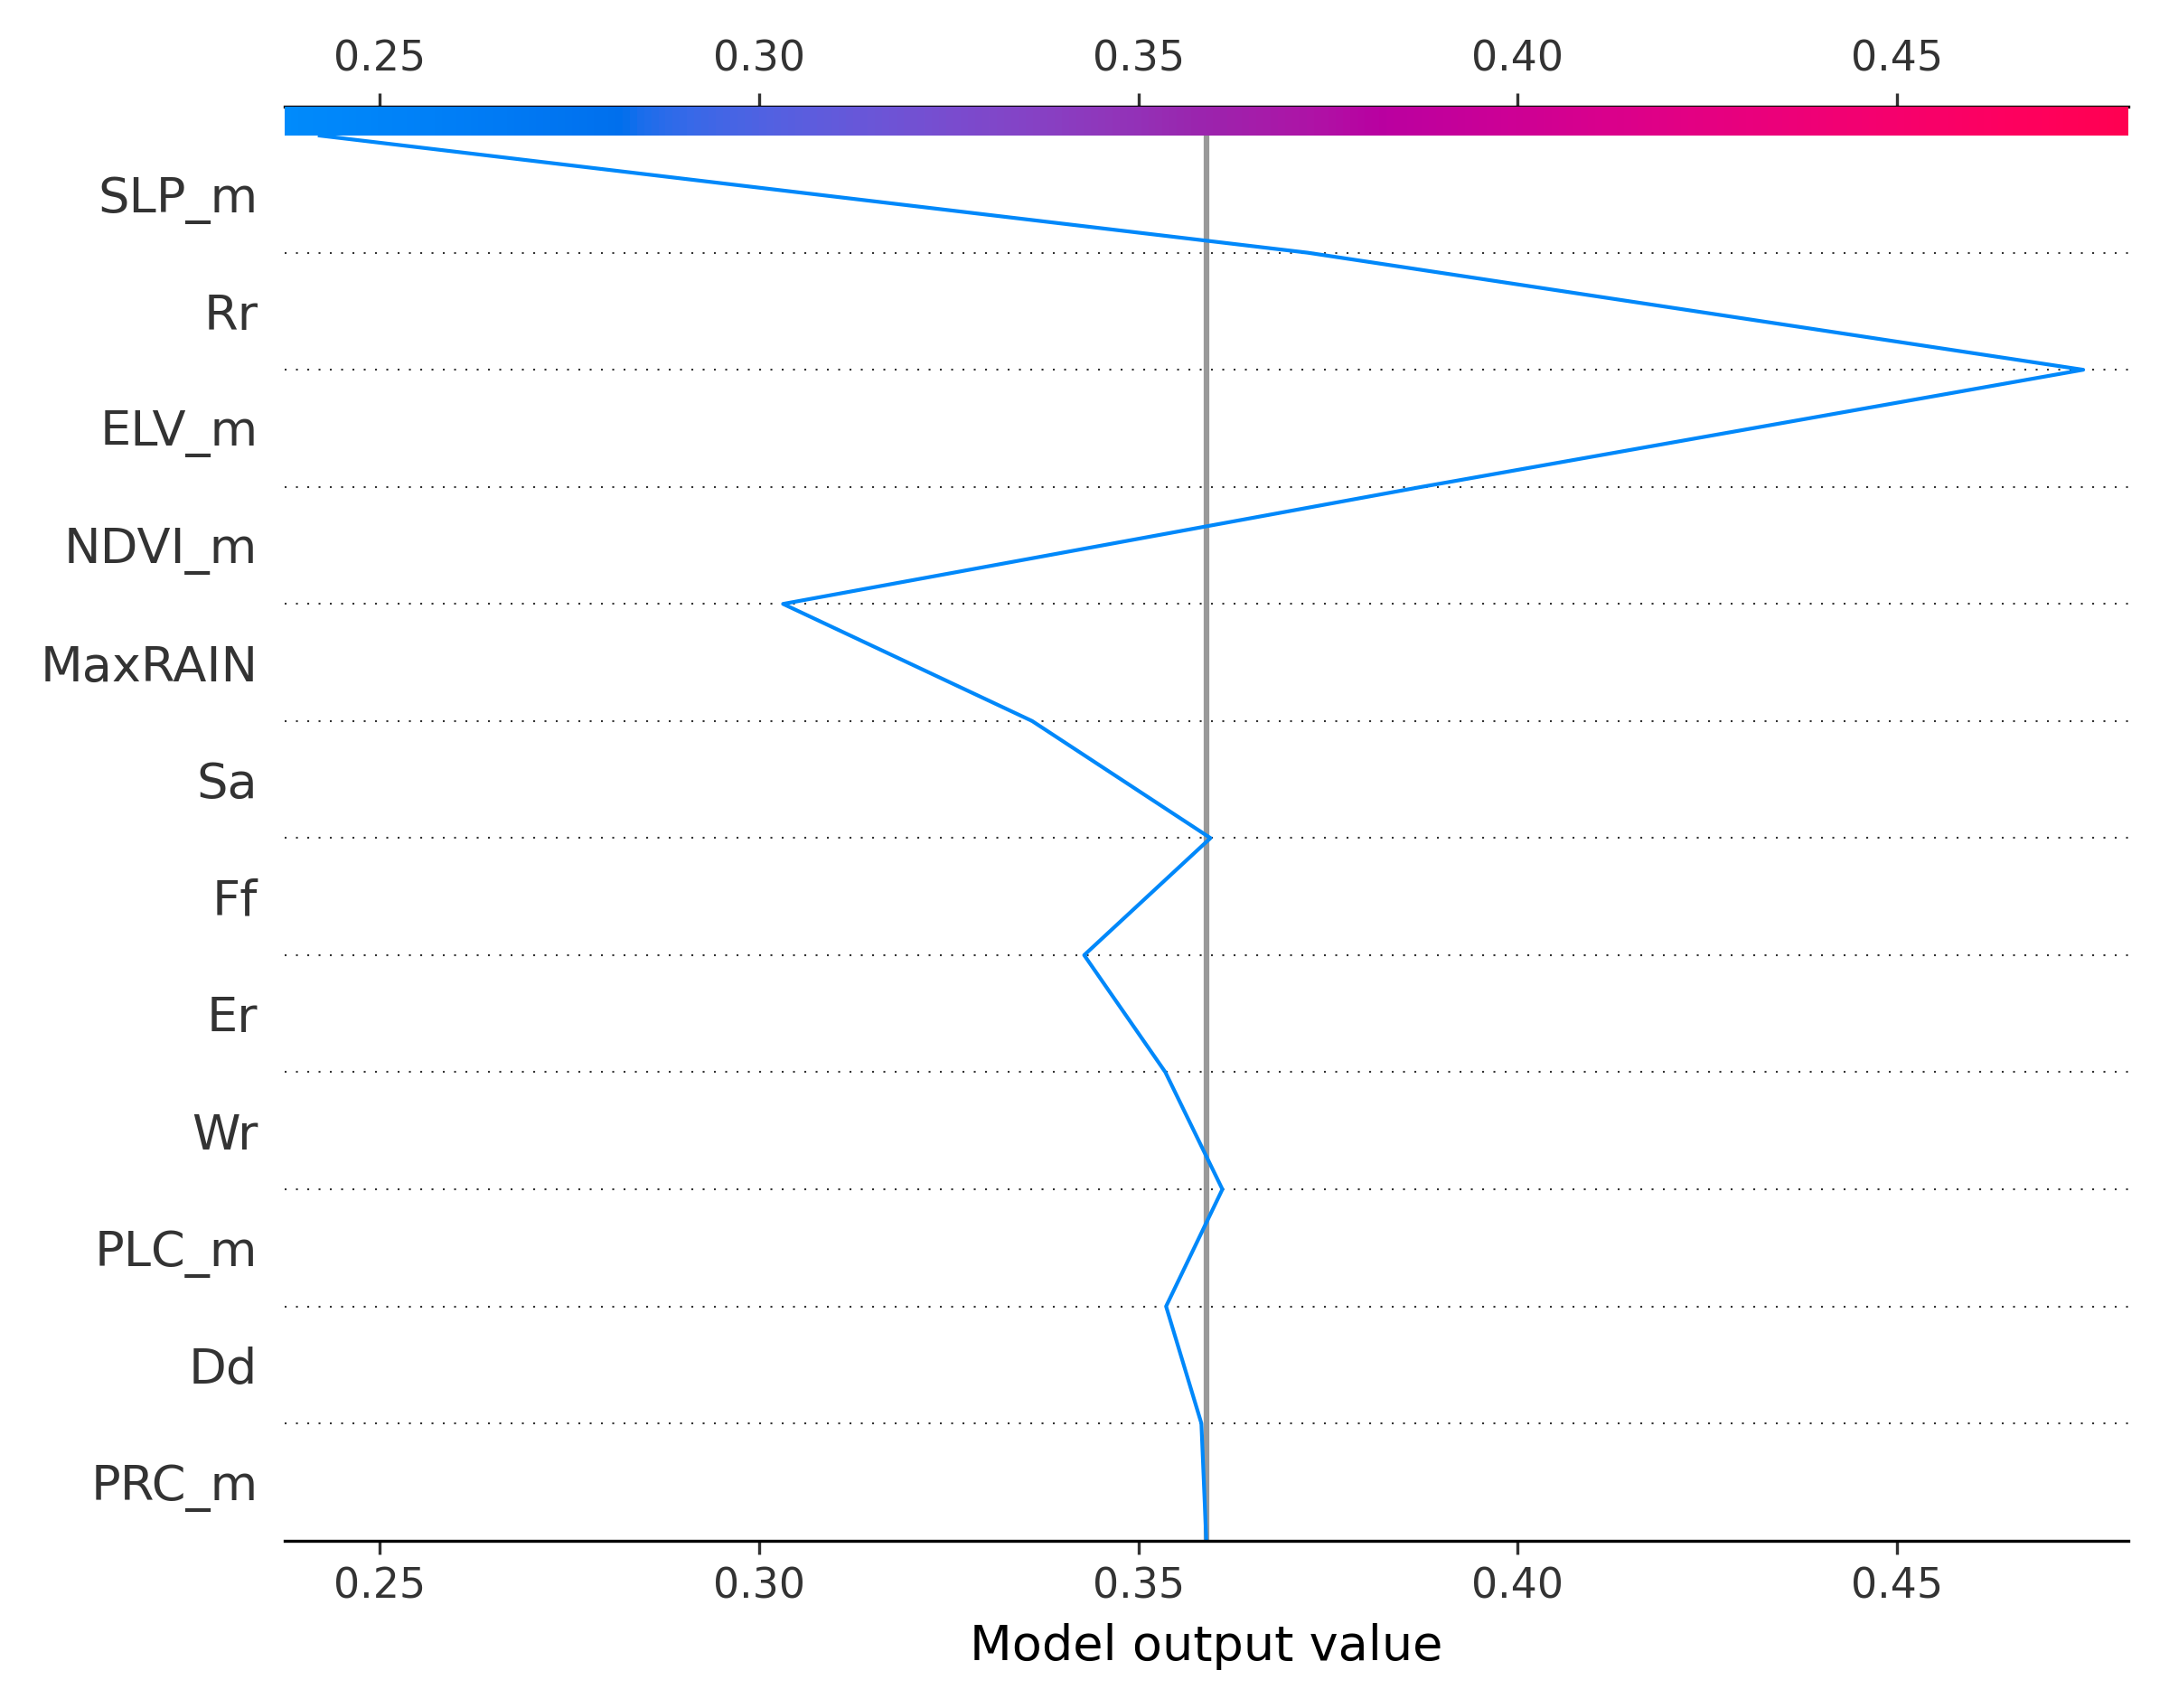 0.25 0.30 0.35 0.40 0.45
SLP_m
Rr
ELV_m
NDVI_m
MaxRAIN
Sa
Ff
Er
Wr
PLC_m
Dd
PRC_m
0.25 0.30 0.35 0.40 0.45
Model output value